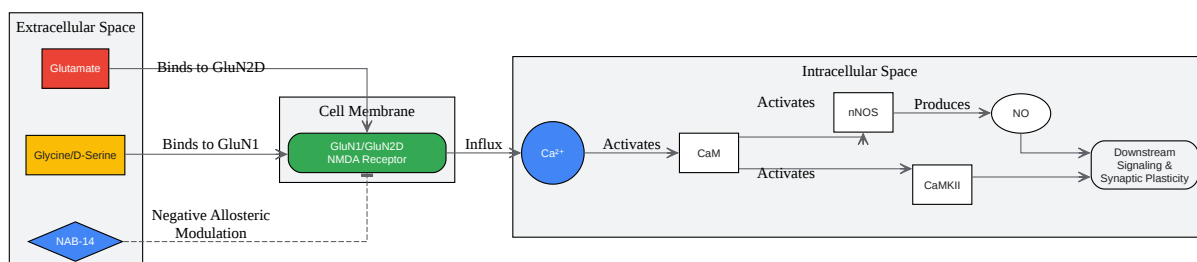 Extracellular Space
Glutamate
Binds to GluN2D
Glycine/D-Serine
Binds to GluN1
NAB-14
Negative Allosteric
Modulation
Cell Membrane
GluN1/GluN2D
NMDA Receptor
Influx
Intracellular Space
Ca²⁺
Activates
CaM
Activates
nNOS
Produces
NO
Activates
CaMKII
Downstream
Signaling &
Synaptic Plasticity